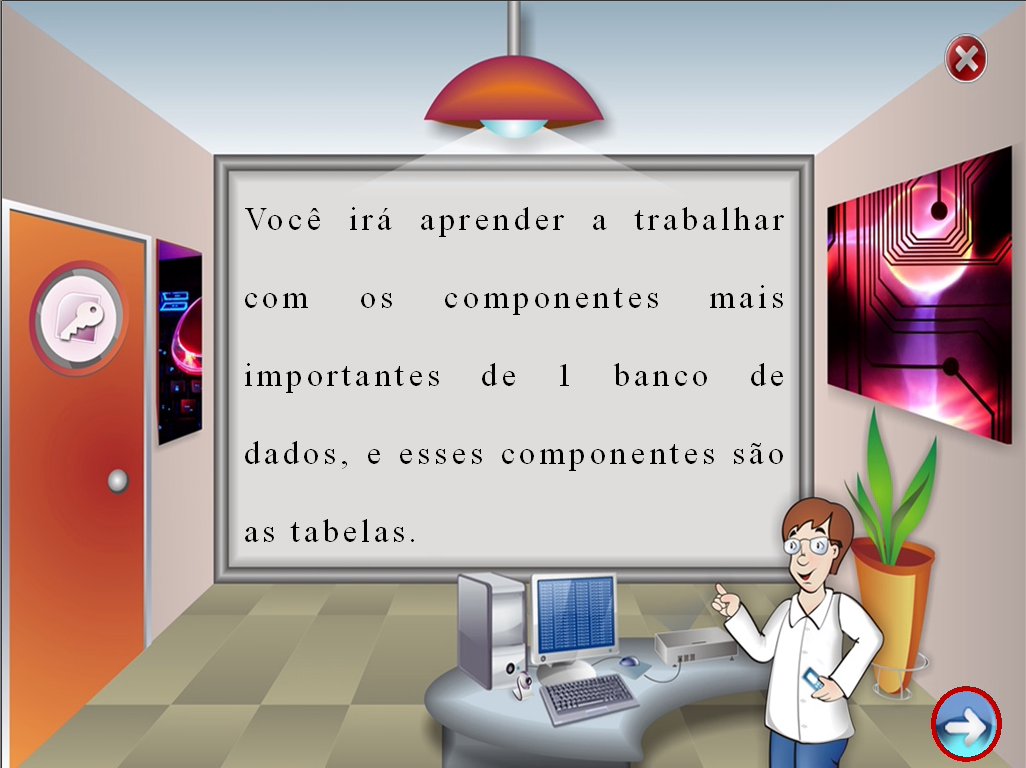 Você irá aprender a trabalhar
com os componentes mais
importantes de 1 banco de
dados, e esses componentes são
as tabelas.